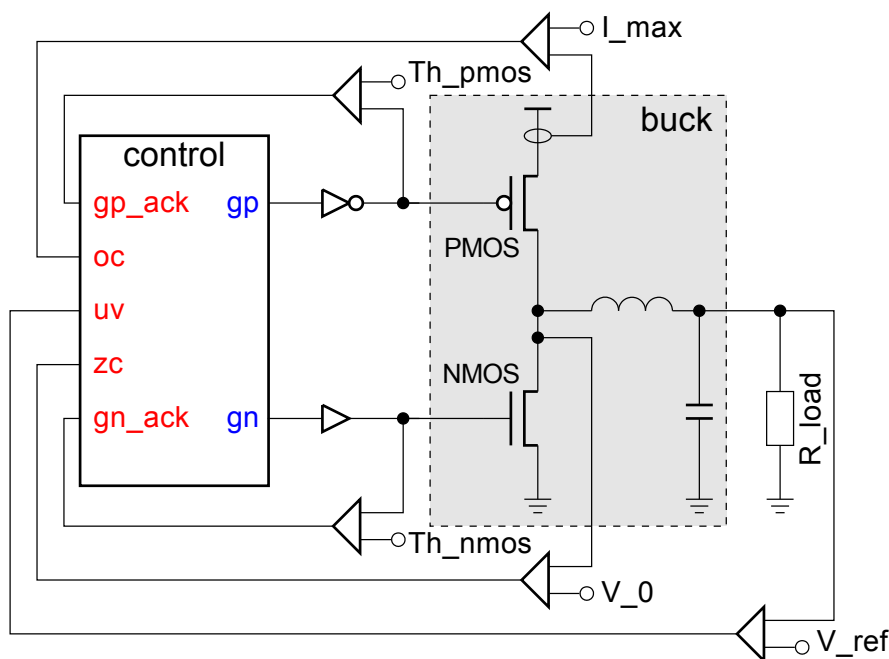 I_max
Th_pmos
buck
control
gp_ack gp
oc
PMOS
uv
zc
NMOS
gn_ack gn
R_load
Th_nmos
V_0
V_ref